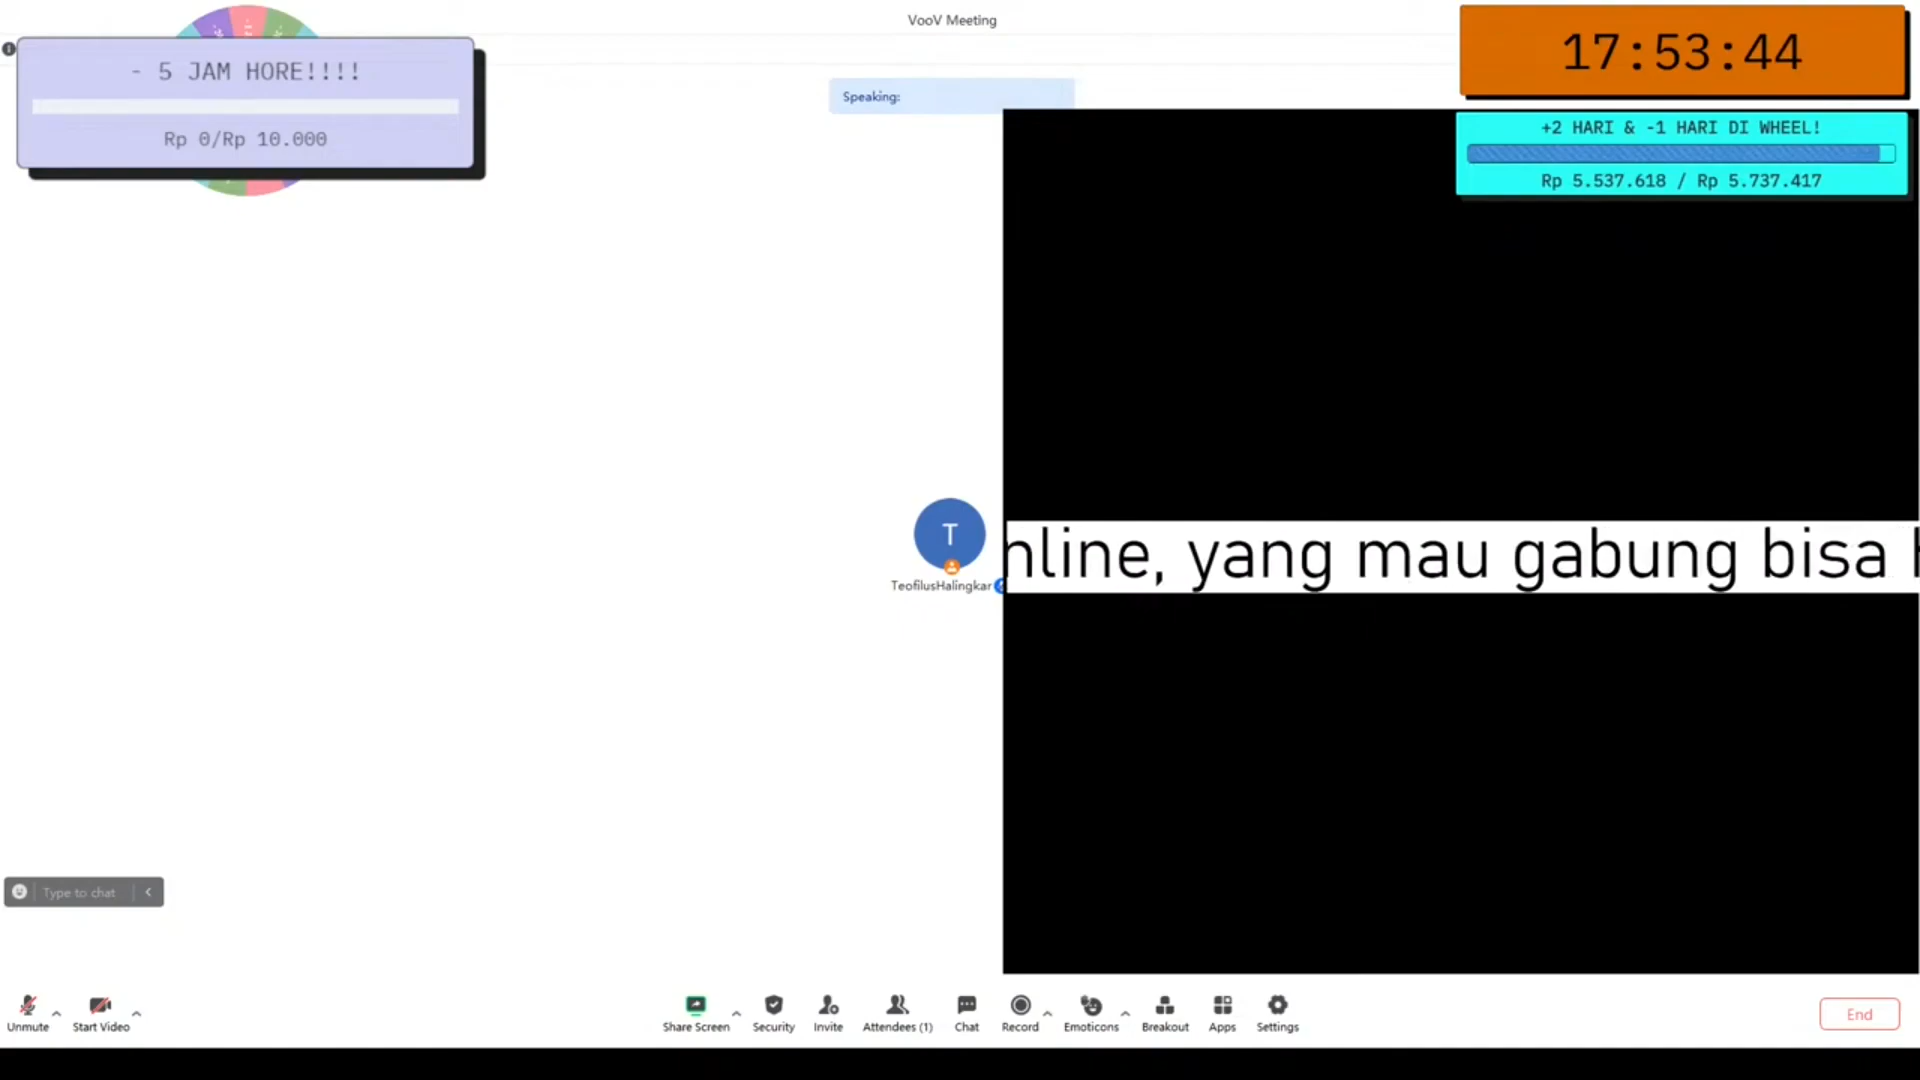 VooV Meeting
- 5 JAM HORE!!!!
Rp 0/Rp 10.000
17:53:44
Speaking:
+2 HARI & -1 HARI DI WHEEL!
Rp 5.537.618 / Rp 5.737.417
T
nline, yang mau gabung bisa
TeofilusHalingkar
Type to chat
Unmute
Start Video
Share Screen
Security
Invite
Attendees (1)
Chat
Record
Emoticons
Breakout
Apps
Settings
End